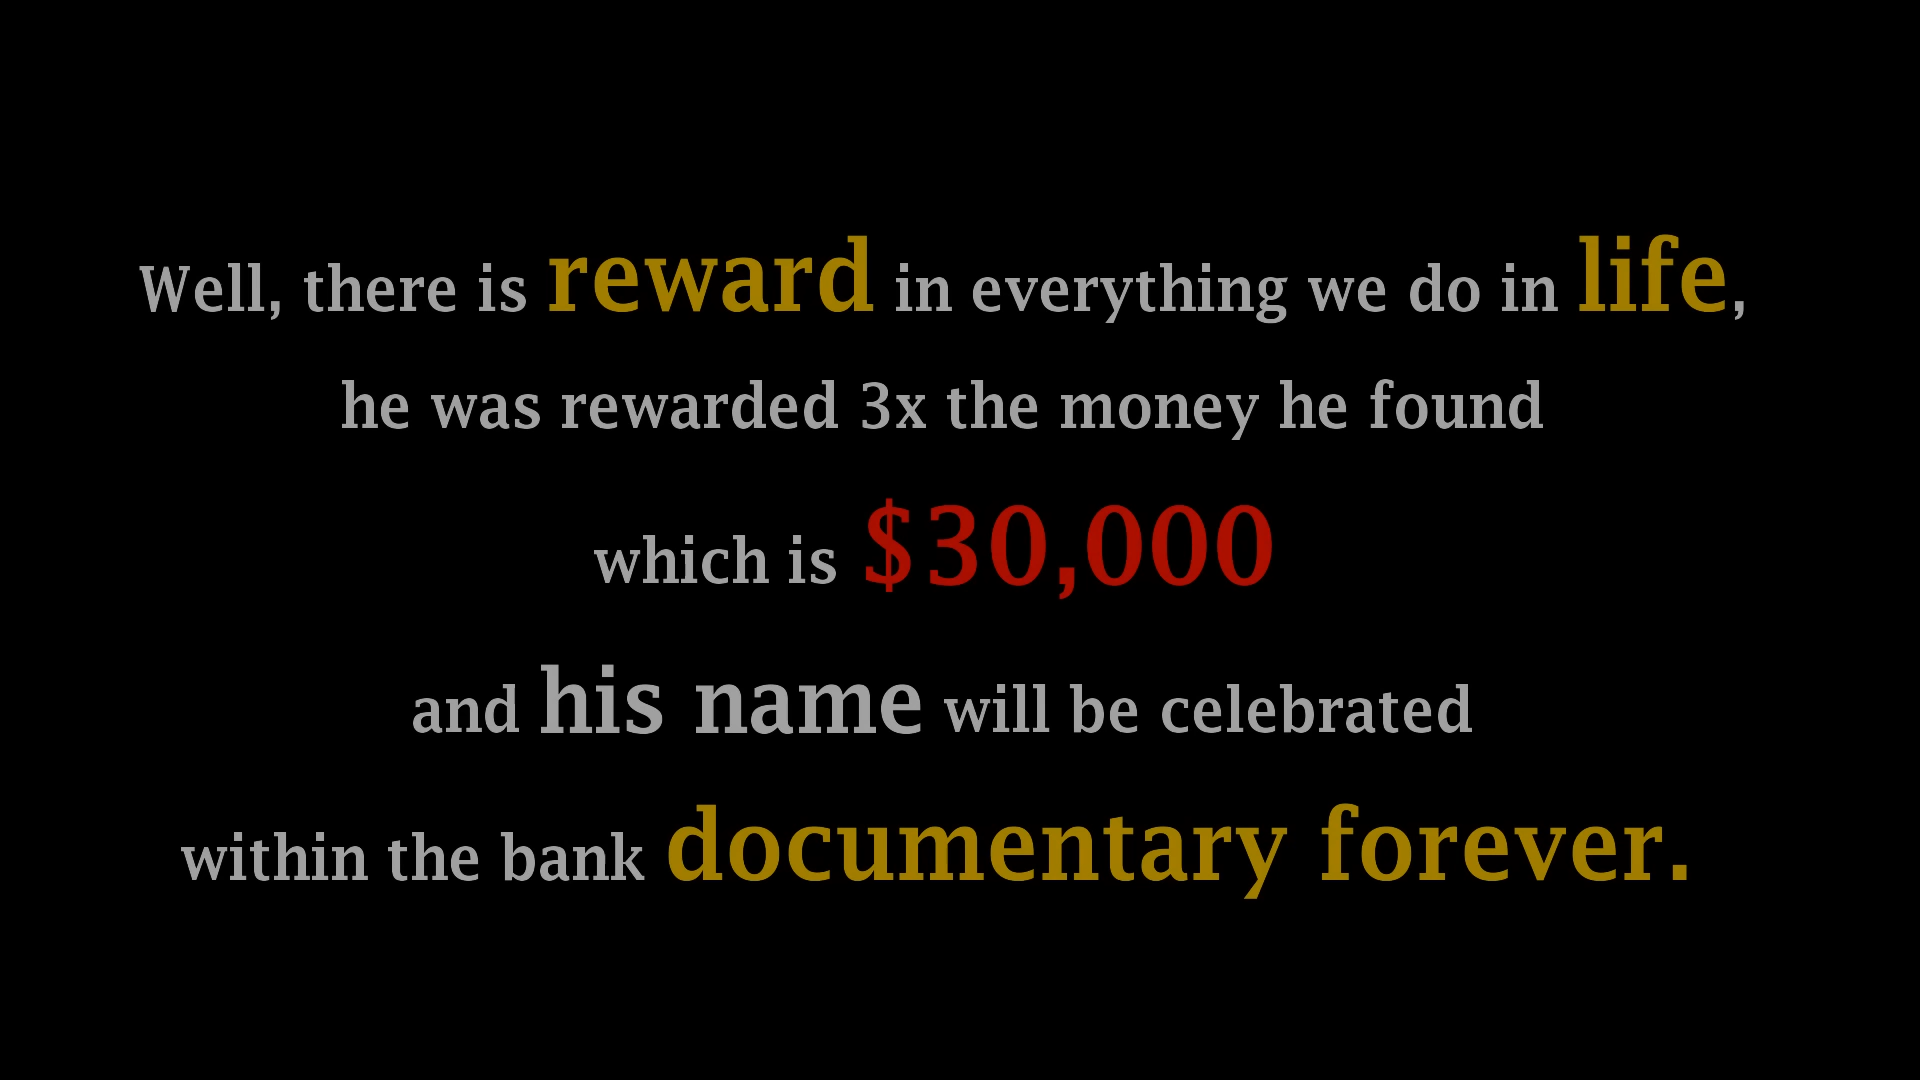 Well, there is reward in everything we do in life,
he was rewarded 3x the money he found
which is $30,000
and his name will be celebrated
within the bank documentary forever.